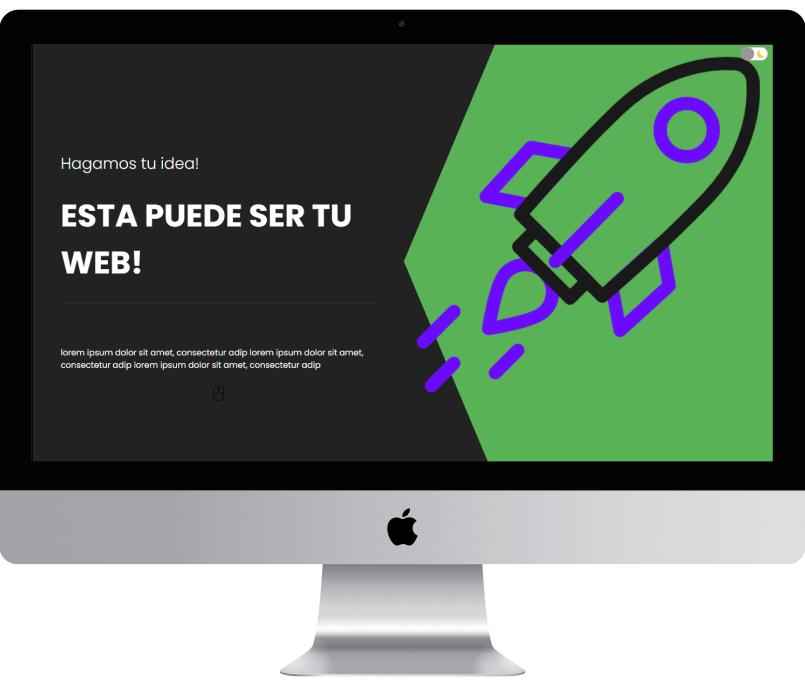 Hagamos tu idea!
ESTA PUEDE SER TU
WEB!
lorem ipsum dolor sit amet, consectetur adip lorem ipsum dolor sit amet,
consectetur adip lorem ipsum dolor sit amet, consectetur adip